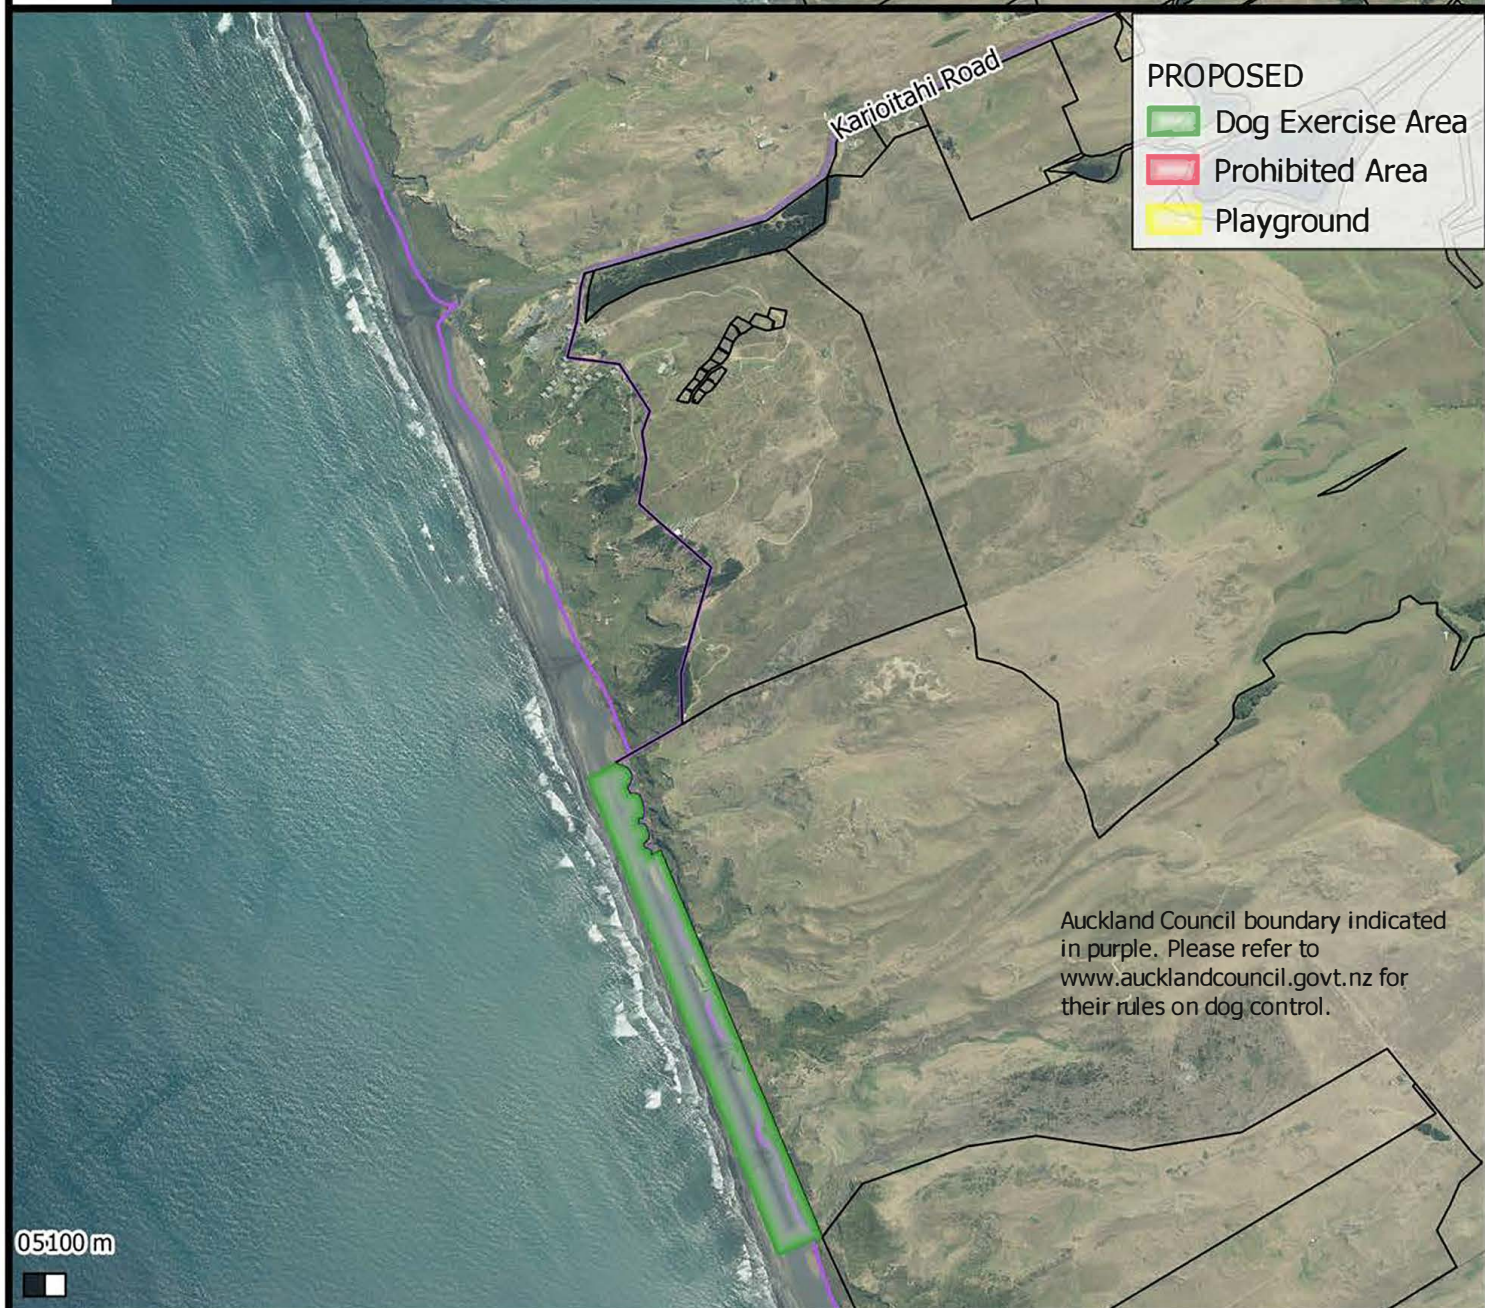 Karioitahi Road
PROPOSED
Dog Exercise Area
Prohibited Area
Playground
Auckland Council boundary indicated
in purple. Please refer to
www.aucklandcouncil.govt.nz for
their rules on dog control.
05100 m